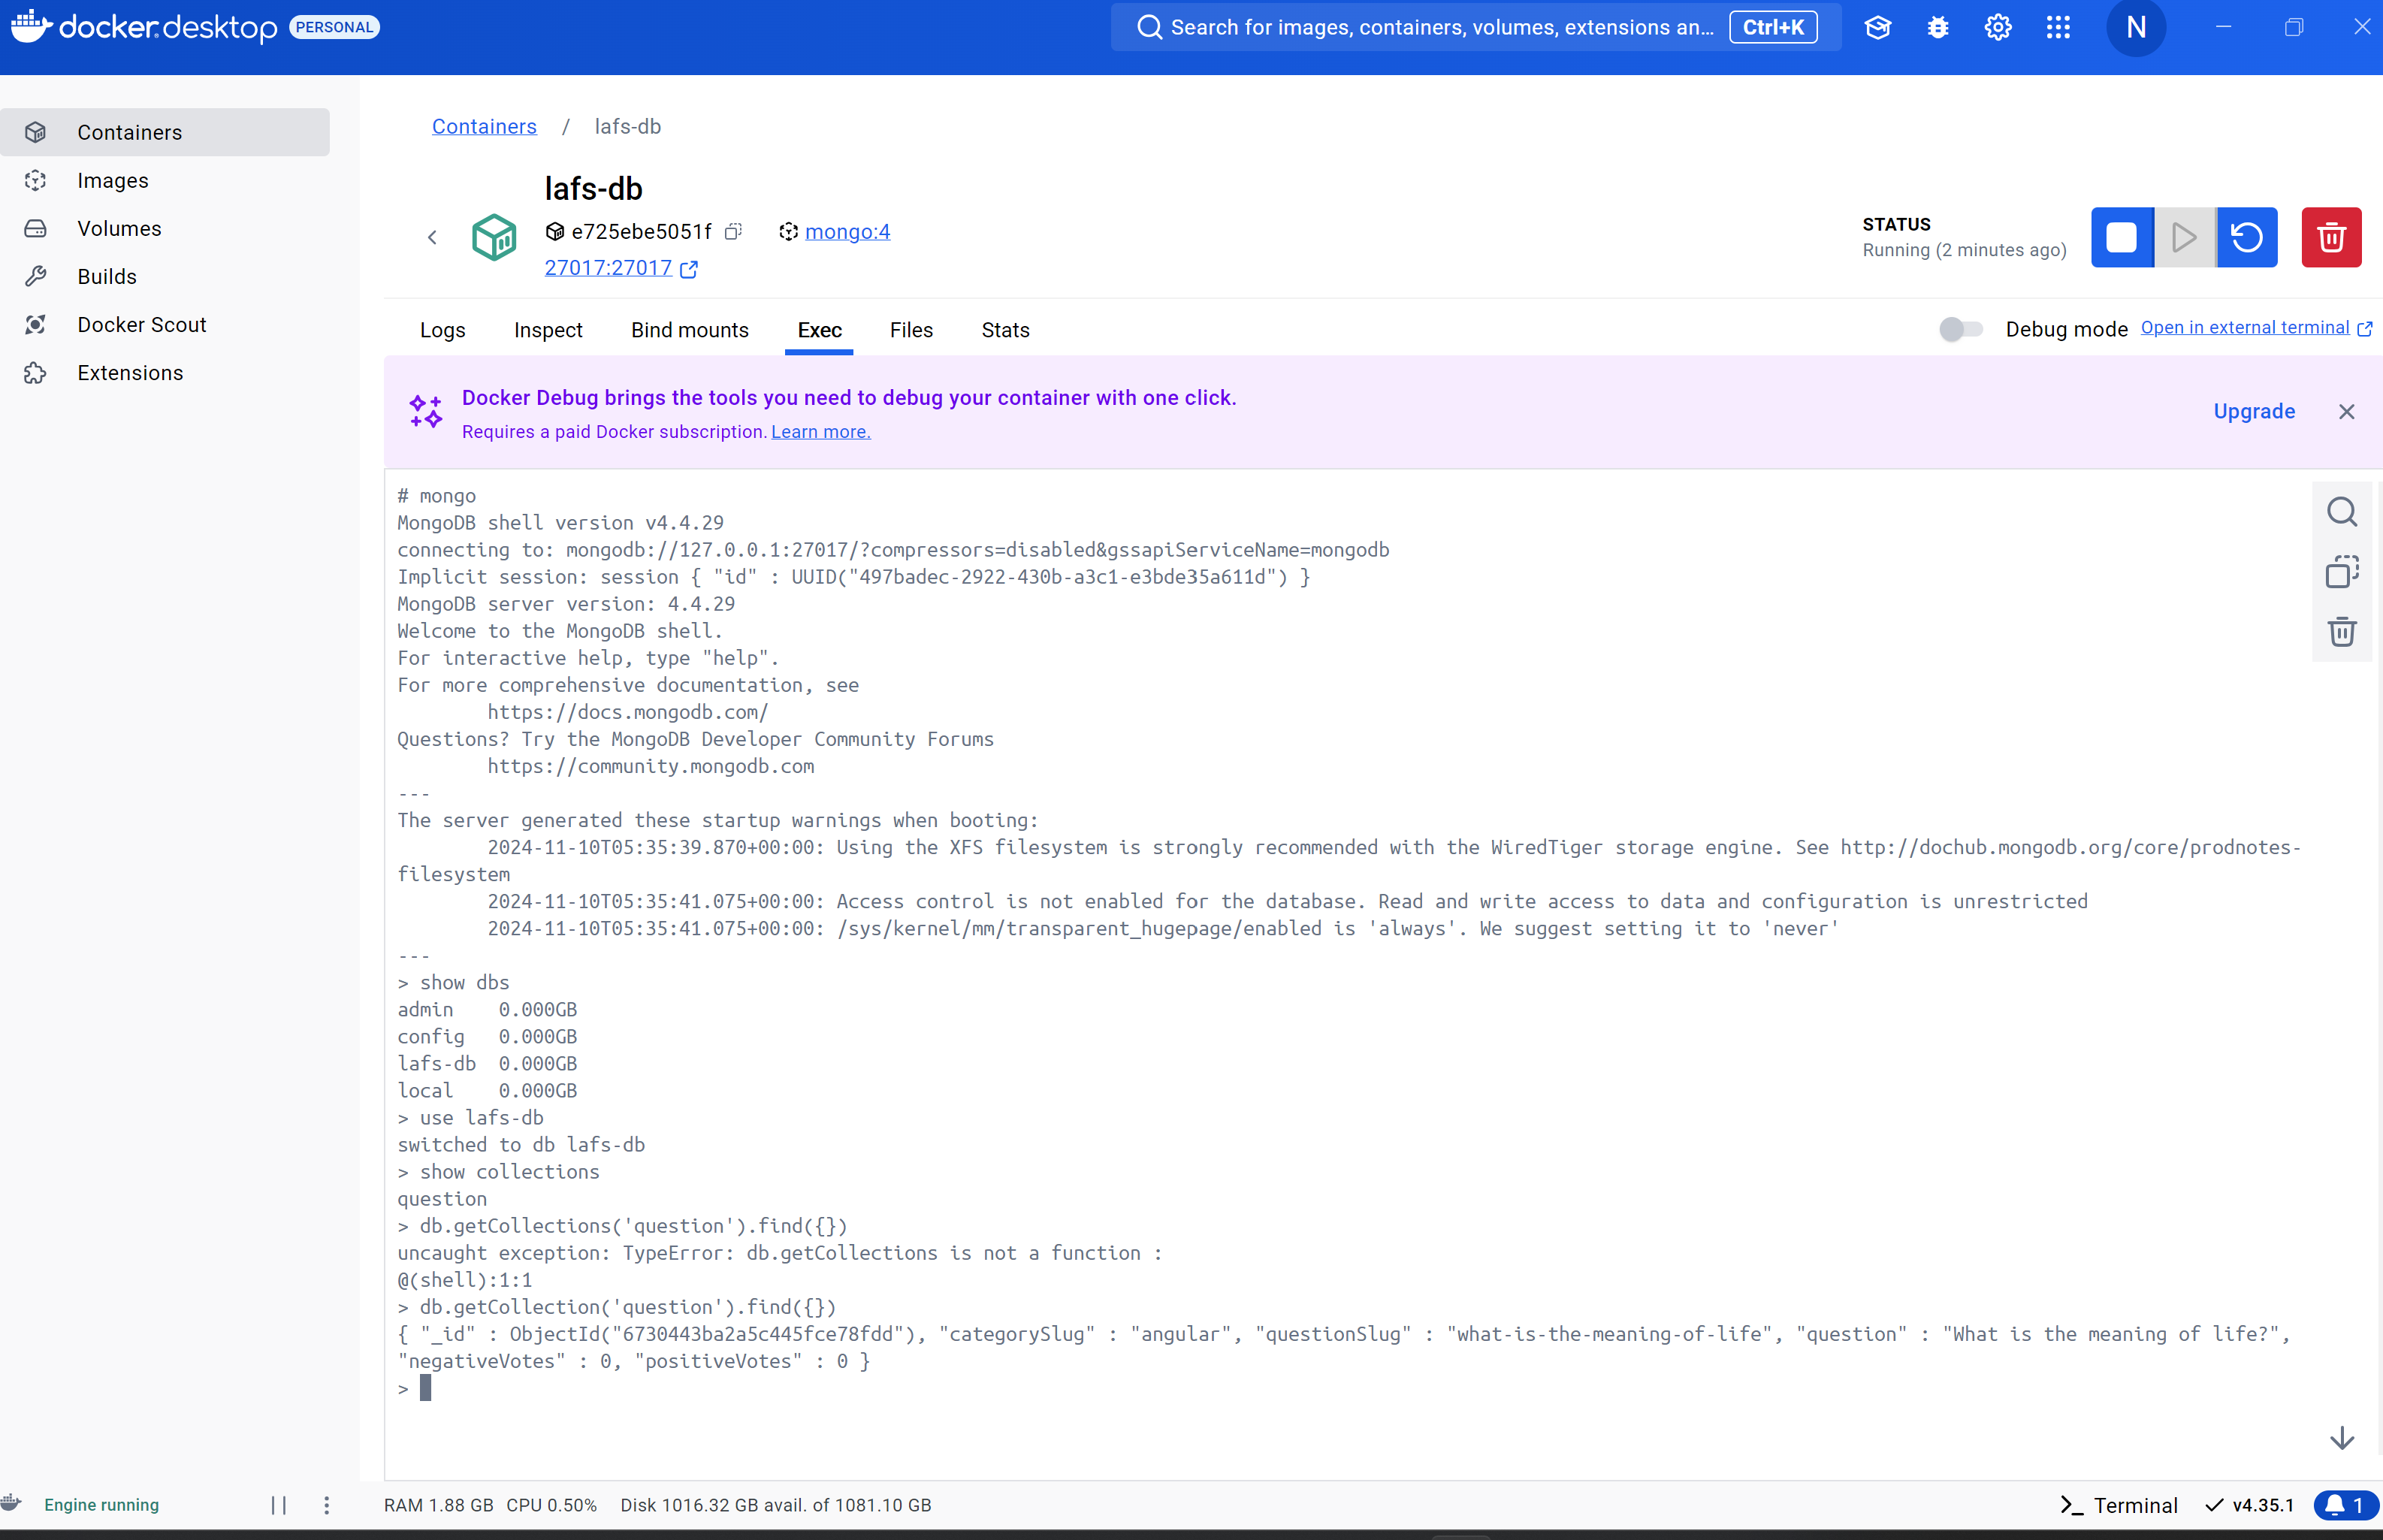 docker desktop PERSONAL
Search for images, containers, volumes, extensions an... Ctrl+K
N
Containers
Images
Volumes
Builds
Docker Scout
Extensions
Containers / lafs-db
lafs-db
e725ebe5051f mongo:4
27017:27017
STATUS
Running (2 minutes ago)
Logs Inspect Bind mounts Exec Files Stats
Debug mode Open in external terminal
Docker Debug brings the tools you need to debug your container with one click.
Requires a paid Docker subscription. Learn more.
Upgrade
# mongo
MongoDB shell version v4.4.29
connecting to: mongodb://127.0.0.1:27017/?compressors=disabled&gssapiServiceName=mongodb
Implicit session: session { "id" : UUID("497badec-2922-430b-a3c1-e3bde35a611d") }
MongoDB server version: 4.4.29
Welcome to the MongoDB shell.
For interactive help, type "help".
For more comprehensive documentation, see
https://docs.mongodb.com/
Questions? Try the MongoDB Developer Community Forums
https://community.mongodb.com
---
The server generated these startup warnings when booting:
2024-11-10T05:35:39.870+00:00: Using the XFS filesystem is strongly recommended with the WiredTiger storage engine. See http://dochub.mongodb.org/core/prodnotes-
filesystem
2024-11-10T05:35:41.075+00:00: Access control is not enabled for the database. Read and write access to data and configuration is unrestricted
2024-11-10T05:35:41.075+00:00: /sys/kernel/mm/transparent_hugepage/enabled is 'always'. We suggest setting it to 'never'
---
> show dbs
admin 0.000GB
config 0.000GB
lafs-db 0.000GB
local 0.000GB
> use lafs-db
switched to db lafs-db
> show collections
question
> db.getCollections('question').find({})
uncaught exception: TypeError: db.getCollections is not a function :
@(shell):1:1
> db.getCollection('question').find({})
{ "_id" : ObjectId("6730443ba2a5c445fce78fdd"), "categorySlug" : "angular", "questionSlug" : "what-is-the-meaning-of-life", "question" : "What is the meaning of life?",
"negativeVotes" : 0, "positiveVotes" : 0 }
>
Engine running
RAM 1.88 GB CPU 0.50% Disk 1016.32 GB avail. of 1081.10 GB
>_ Terminal
v4.35.1
1